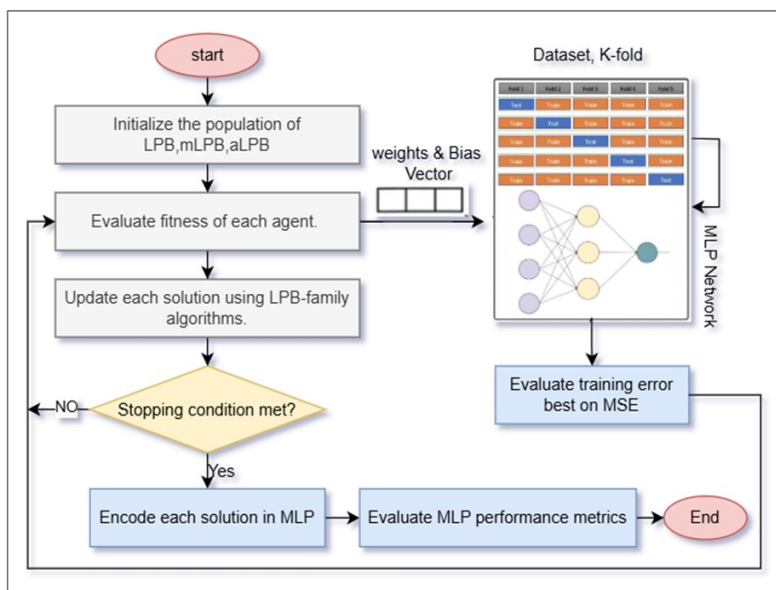 start
Initialize the population of
LPB,mLPB,aLPB
Evaluate fitness of each agent.
Update each solution using LPB-family
algorithms.
Stopping condition met?
NO
Yes
Encode each solution in MLP
Evaluate MLP performance metrics
End
weights & Bias
Vector
Dataset, K-fold
Fold 1 Fold 2 Fold 3 Fold 4 Fold 5
Test Train Train Train Train
Train Test Train Train Train
Train Train Test Train Train
Train Train Train Test Train
Train Train Train Train Test
MLP Network
Evaluate training error
best on MSE